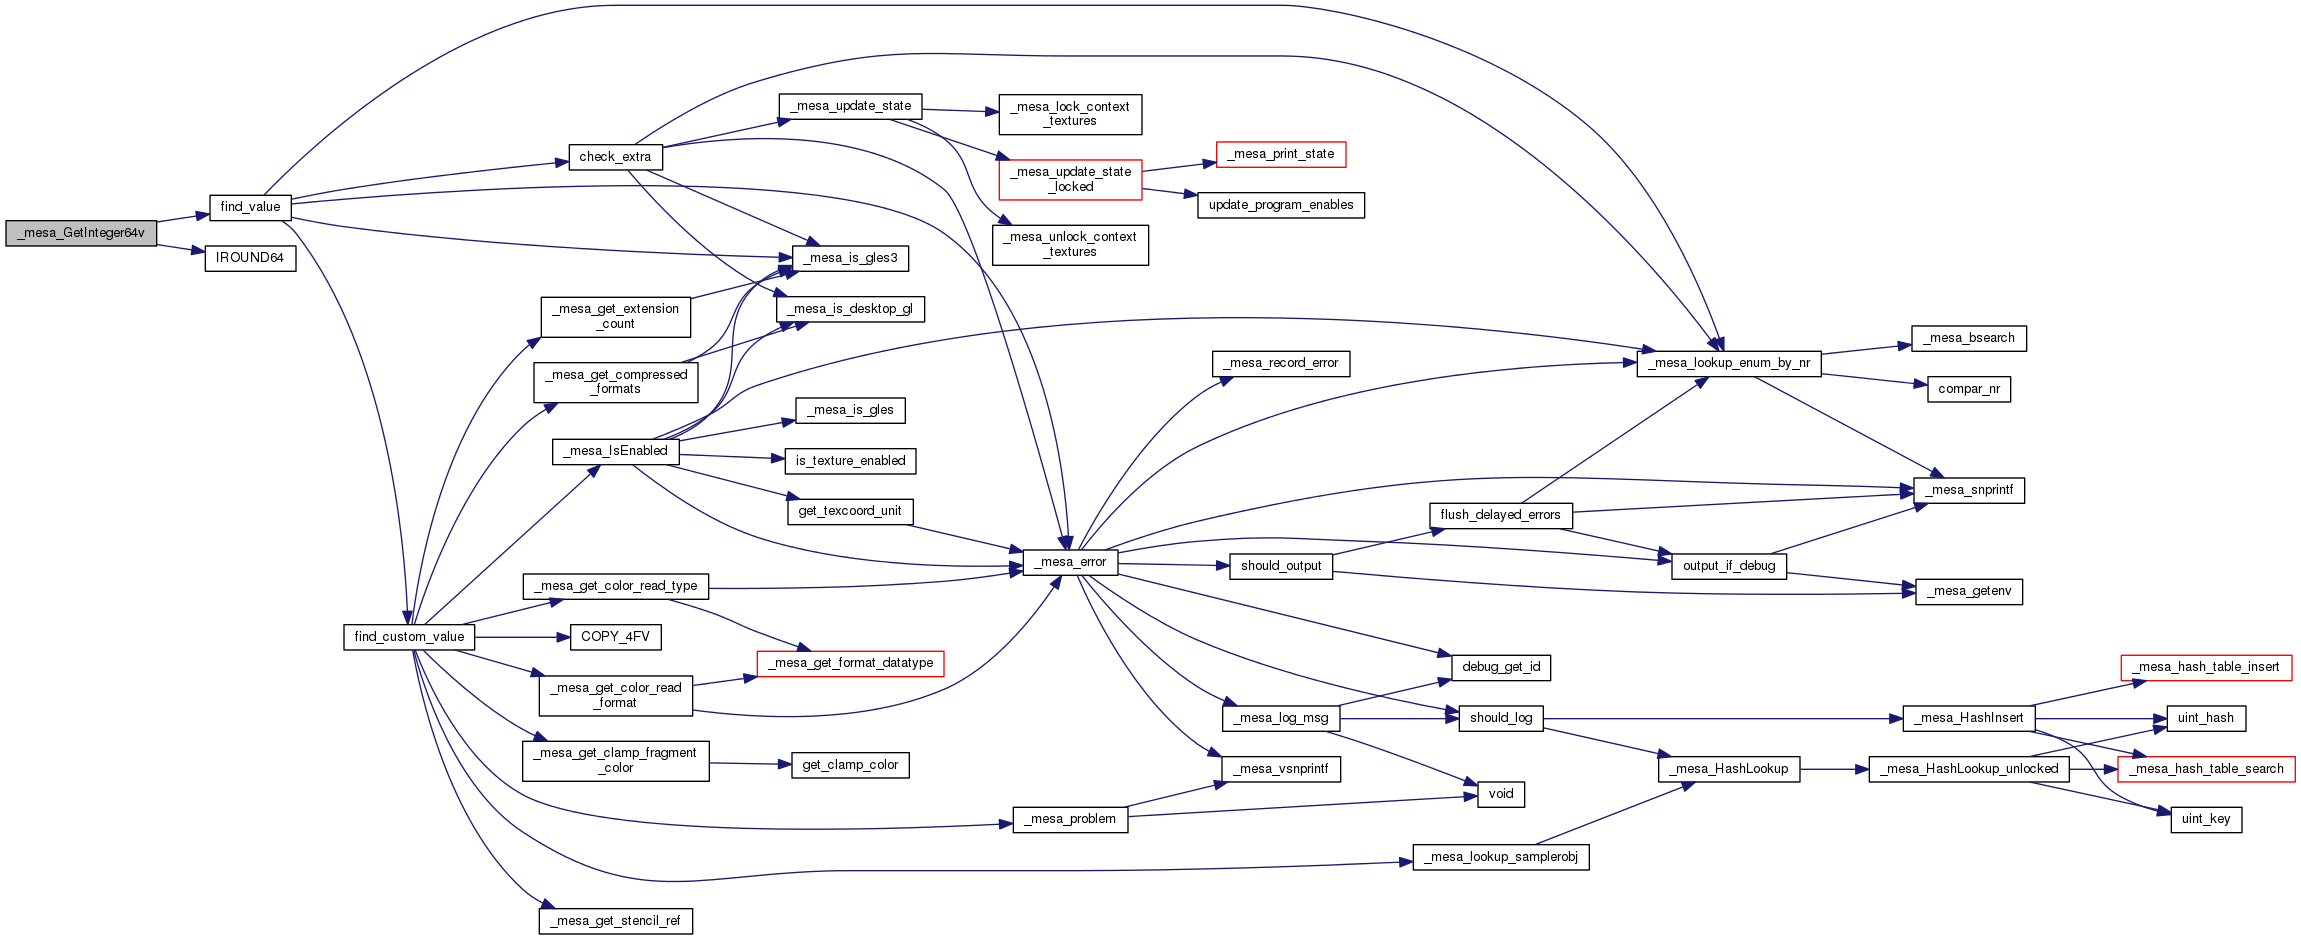 _mesa_GetInteger64v
find_value
IROUND64
check_extra
_mesa_update_state
_mesa_lock_context
_textures
_mesa_update_state
_locked
_mesa_unlock_context
_textures
_mesa_print_state
update_program_enables
_mesa_is_gles3
_mesa_is_desktop_gl
_mesa_get_extension
_count
_mesa_get_compressed
_formats
_mesa_IsEnabled
_mesa_is_gles
is_texture_enabled
get_texcoord_unit
find_custom_value
_mesa_get_color_read_type
COPY_4FV
_mesa_get_format_datatype
_mesa_get_color_read
_format
_mesa_get_clamp_fragment
_color
get_clamp_color
_mesa_get_stencil_ref
_mesa_error
_mesa_problem
_mesa_record_error
should_output
_mesa_log_msg
_mesa_vsnprintf
flush_delayed_errors
debug_get_id
should_log
void
_mesa_lookup_samplerobj
_mesa_lookup_enum_by_nr
output_if_debug
_mesa_HashLookup
_mesa_bsearch
compar_nr
_mesa_snprintf
_mesa_getenv
_mesa_HashInsert
_mesa_HashLookup_unlocked
_mesa_hash_table_insert
uint_hash
_mesa_hash_table_search
uint_key